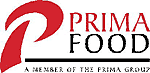 PRIMA
FOOD
A MEMBER OF THE PRIMA GROUP